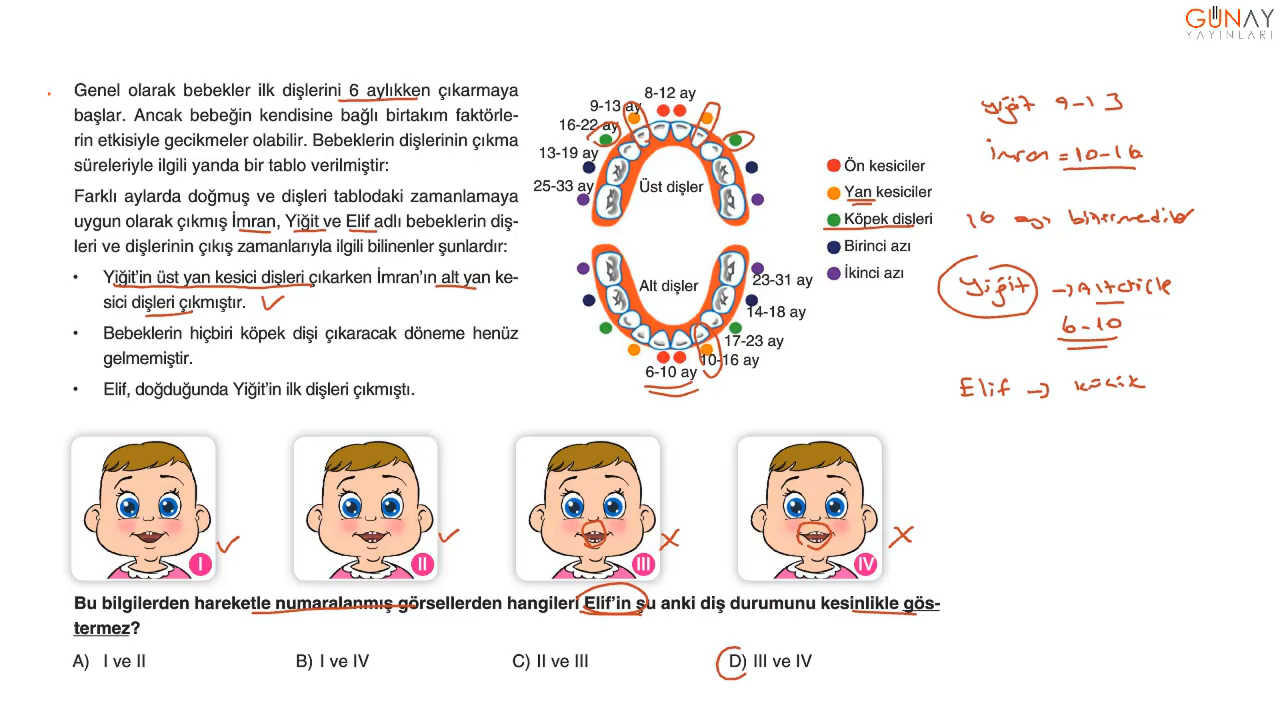 GÜNAY
YAYINLARI
Genel olarak bebekler ilk dişlerini 6 aylıkken çıkarmaya
başlar. Ancak bebeğin kendisine bağlı birtakım faktörle-
rin etkisiyle gecikmeler olabilir. Bebeklerin dişlerinin çıkma
süreleriyle ilgili yanda bir tablo verilmiştir:
Farklı aylarda doğmuş ve dişleri tablodaki zamanlamaya
uygun olarak çıkmış İmran, Yiğit ve Elif adlı bebeklerin diş-
leri ve dişlerinin çıkış zamanlarıyla ilgili bilinenler şunlardır:
• Yiğit'in üst yan kesici dişleri çıkarken İmran'ın alt yan ke-
sici dişleri çıkmıştır.
• Bebeklerin hiçbiri köpek dişi çıkaracak döneme henüz
gelmemiştir.
• Elif, doğduğunda Yiğit'in ilk dişleri çıkmıştı.
8-12 ay
9-13 ay
16-22 ay
13-19 ay
25-33 ay
Üst dişler
Alt dişler
23-31 ay
14-18 ay
17-23 ay
10-16 ay
6-10 ay
Ön kesiciler
Yan kesiciler
Köpek dişleri
Birinci azı
İkinci azı
Yiğit 9-13
İmran = 10-16
16 ayı bitirmediler
Yiğit → Altdicle
6-10
Elif → küçük
I
II
III
IV
Bu bilgilerden hareketle numaralanmış görsellerden hangileri Elif'in şu anki diş durumunu kesinlikle gös-
termez?
A) I ve II
B) I ve IV
C) II ve III
D) III ve IV